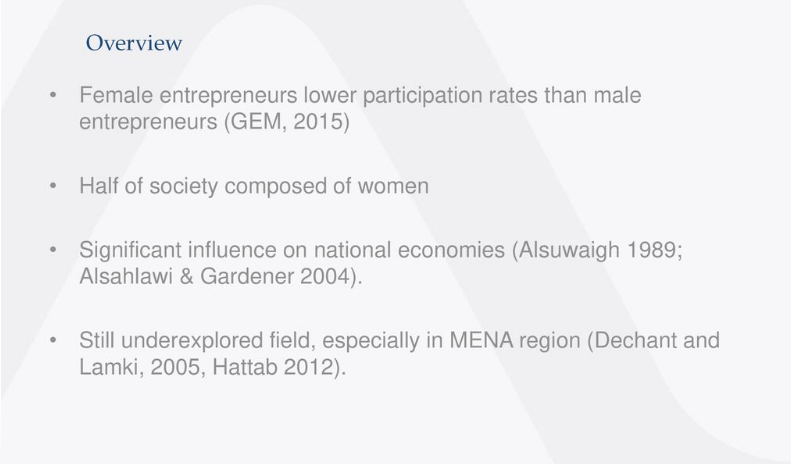 Overview
• Female entrepreneurs lower participation rates than male
entrepreneurs (GEM, 2015)
• Half of society composed of women
• Significant influence on national economies (Alsuwaigh 1989;
Alsahlawi & Gardener 2004).
• Still underexplored field, especially in MENA region (Dechant and
Lamki, 2005, Hattab 2012).